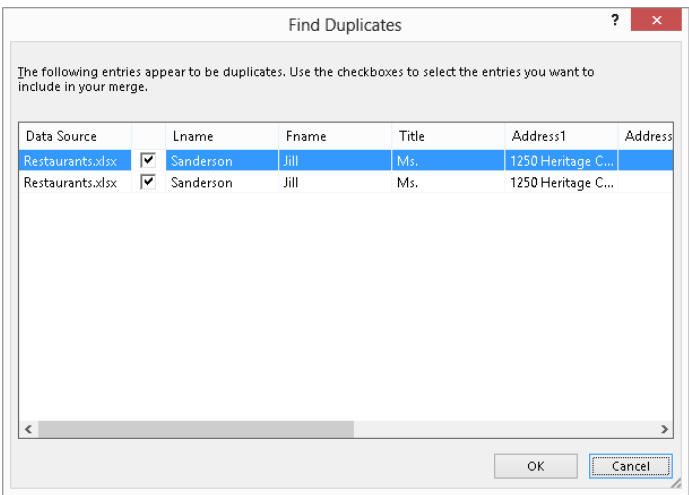 Find Duplicates
?
×
The following entries appear to be duplicates. Use the checkboxes to select the entries you want to
include in your merge.
Data Source Lname Fname Title Address1 Address
Restaurants.xlsx Sanderson Jill Ms. 1250 Heritage C...
Restaurants.xlsx Sanderson Jill Ms. 1250 Heritage C...
OK Cancel